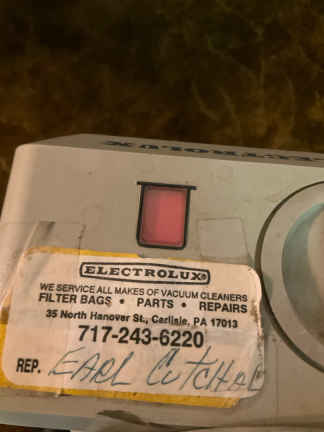 ELECTROLUX
ELECTROLUX®
WE SERVICE ALL MAKES OF VACUUM CLEANERS
FILTER BAGS • PARTS • REPAIRS
35 North Hanover St., Carlisle, PA 17013
717-243-6220
REP. EARL